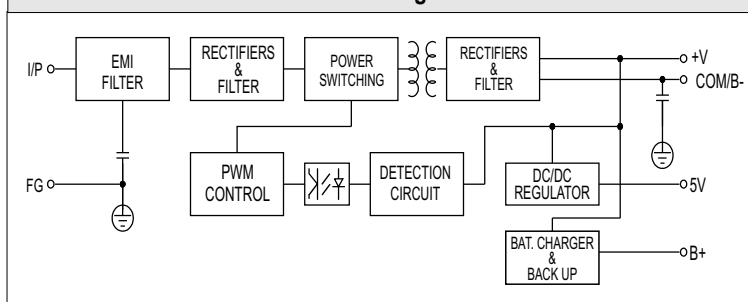 I/P
EMI
FILTER
RECTIFIERS
&
FILTER
POWER
SWITCHING
RECTIFIERS
&
FILTER
+V
COM/B-
FG
PWM
CONTROL
DETECTION
CIRCUIT
DC/DC
REGULATOR
5V
BAT. CHARGER
&
BACK UP
B+